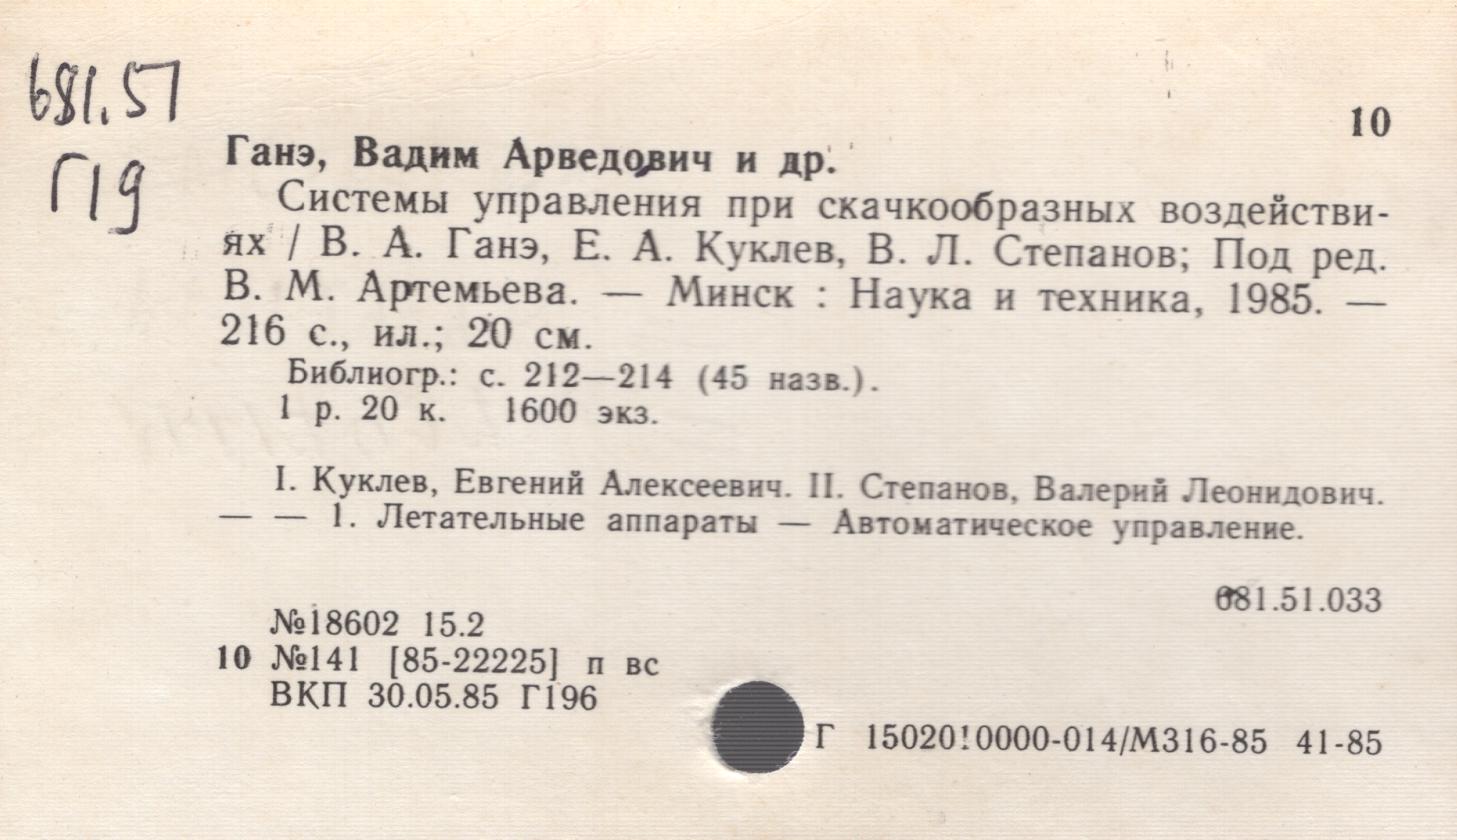 681.51
10
Г19
Ганэ, Вадим Арведович и др.
Системы управления при скачкообразных воздействи-
ях / В. А. Ганэ, Е. А. Куклев, В. Л. Степанов; Под ред.
В. М. Артемьева. — Минск : Наука и техника, 1985. —
216 с., ил.; 20 см.
Библиогр.: с. 212—214 (45 назв.).
1 р. 20 к. 1600 экз.
I. Куклев, Евгений Алексеевич. II. Степанов, Валерий Леонидович.
— — 1. Летательные аппараты — Автоматическое управление.
681.51.033
№18602 15.2
10 №141 [85-22225] п вс
ВКП 30.05.85 Г196
Г 15020!0000-014/М316-85 41-85